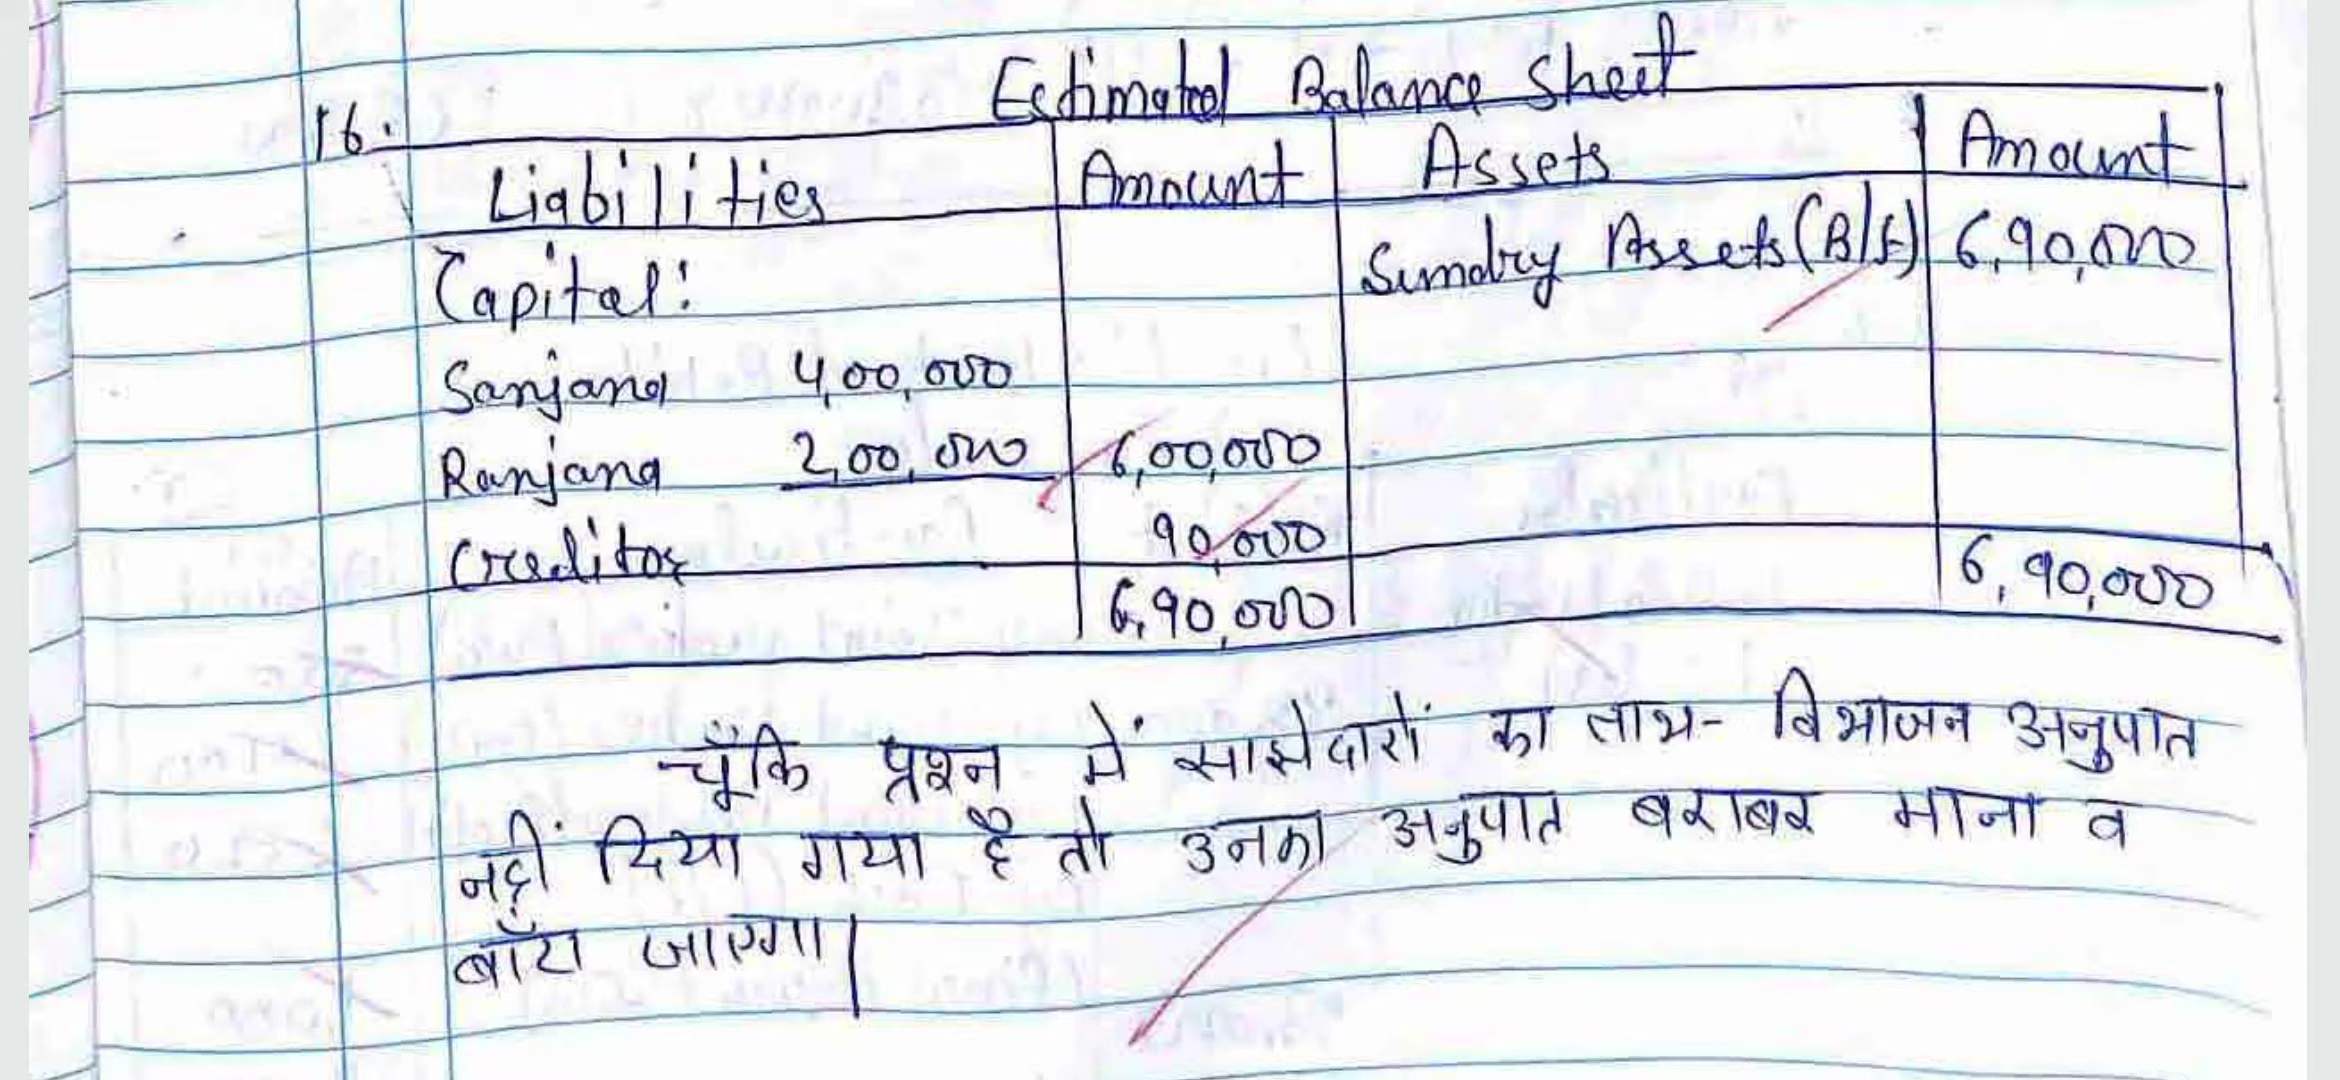 Estimated Balance Sheet
16.
Liabilities Amount Assets Amount
Capital: Sundry Assets (B/f) 6,90,000
Sanjana 4,00,000
Ranjana 2,00,000 6,00,000
Creditor 90,000
6,90,000 6,90,000
चूँकि प्रश्न में साझेदारों का लाभ- विभाजन अनुपात
नहीं दिया गया है तो उनका अनुपात बराबर माना व
बाँटा जाएगा|